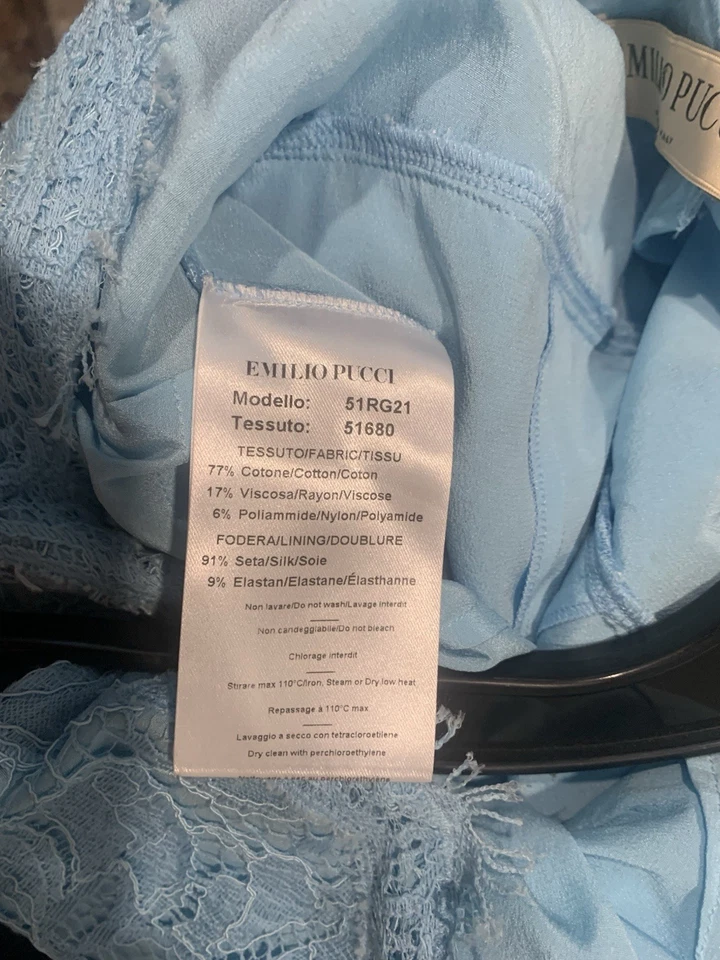 EMILIO PUCCI
Modello: 51RG21
Tessuto: 51680
TESSUTO/FABRIC/TISSU
77% Cotone/Cotton/Coton
17% Viscosa/Rayon/Viscose
6% Poliammide/Nylon/Polyamide
FODERA/LINING/DOUBLURE
91% Seta/Silk/Soie
9% Elastan/Elastane/Élasthanne
Non lavare/Do not wash/Lavage interdit
Non candeggiabile/Do not bleach
Chlorage interdit
Stirare max 110°C/Iron, Steam or Dry, low heat
Repassage à 110°C max
Lavaggio a secco con tetracloroetilene
Dry clean with perchloroethylene